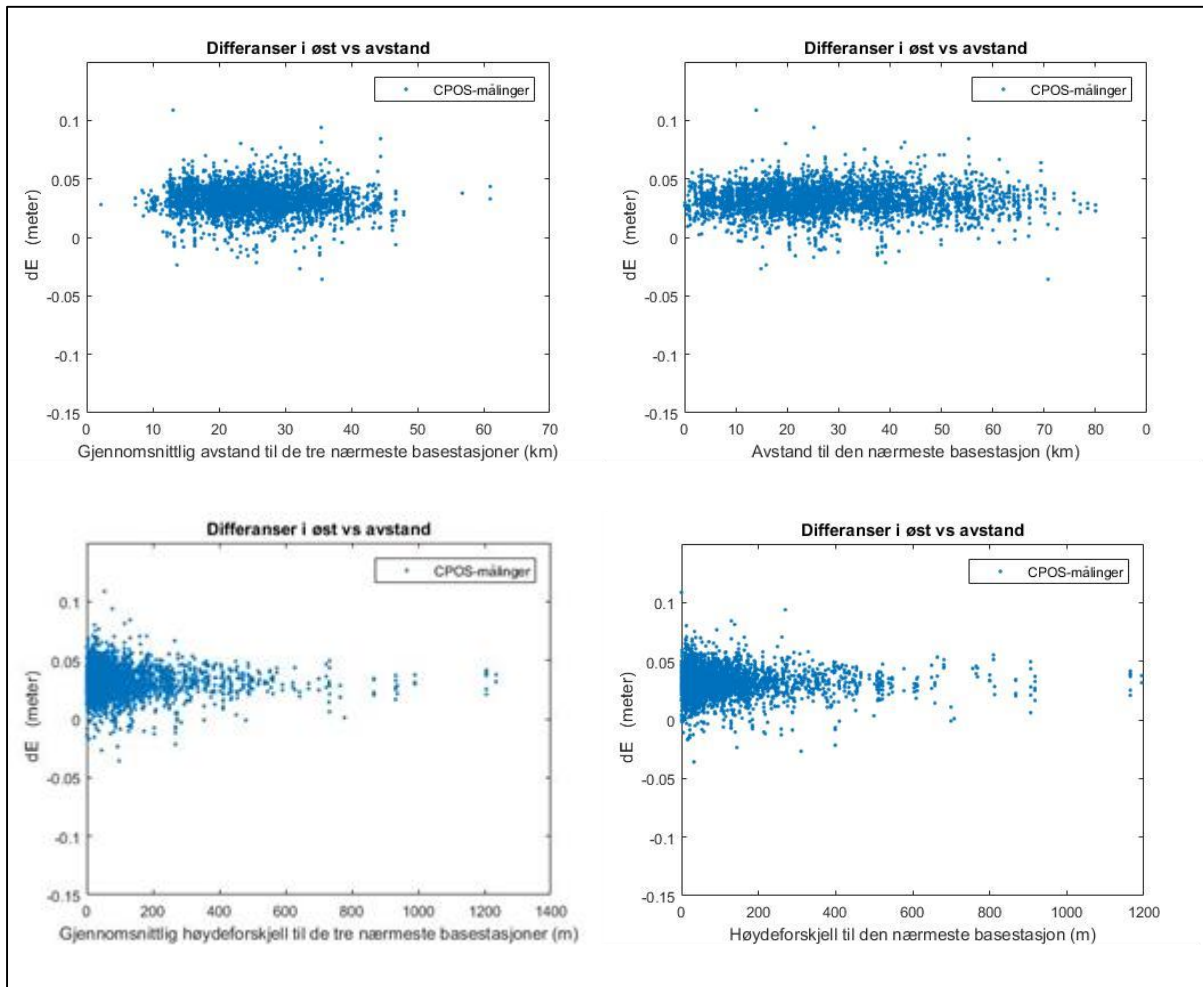 Differanser i øst vs avstand
CPOS-målinger
0.1
0.05
0
-0.05
-0.1
-0.15
dE (meter)
0 10 20 30 40 50 60 70
Gjennomsnittlig avstand til de tre nærmeste basestasjoner (km)
Differanser i øst vs avstand
CPOS-målinger
0.1
0.05
0
-0.05
-0.1
-0.15
dE (meter)
0 10 20 30 40 50 60 70 80 0
Avstand til den nærmeste basestasjon (km)
Differanser i øst vs avstand
CPOS-målinger
0.1
0.05
0
-0.05
-0.1
-0.15
dE (meter)
0 200 400 600 800 1000 1200 1400
Gjennomsnittlig høydeforskjell til de tre nærmeste basestasjoner (m)
Differanser i øst vs avstand
CPOS-målinger
0.1
0.05
0
-0.05
-0.1
-0.15
dE (meter)
0 200 400 600 800 1000 1200
Høydeforskjell til den nærmeste basestasjon (m)